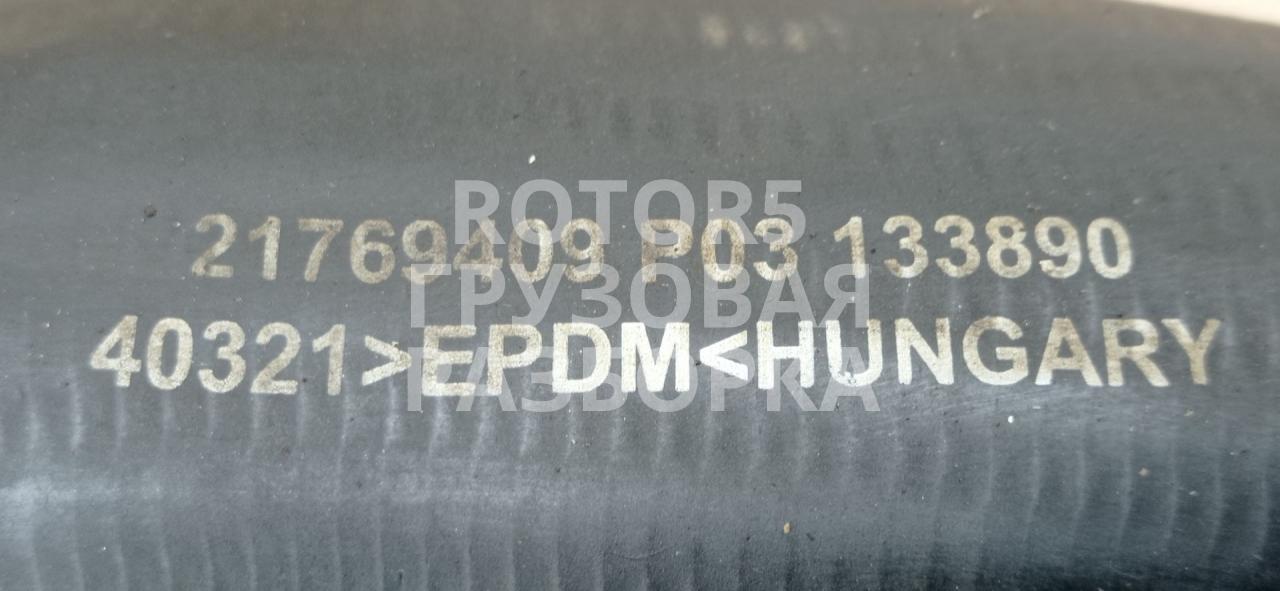 ROTOR5
21769409 P03 133890
ГРУЗОВАЯ
40321>EPDM<HUNGARY
РАЗБОРКА